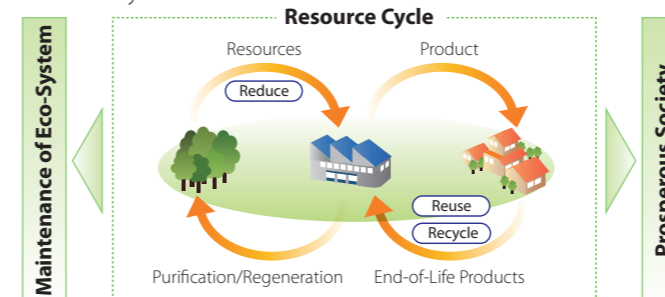 Resource Cycle
Maintenance of Eco-System
Resources
Product
Reduce
Reuse
Recycle
Purification/Regeneration
End-of-Life Products
Prosperous Society